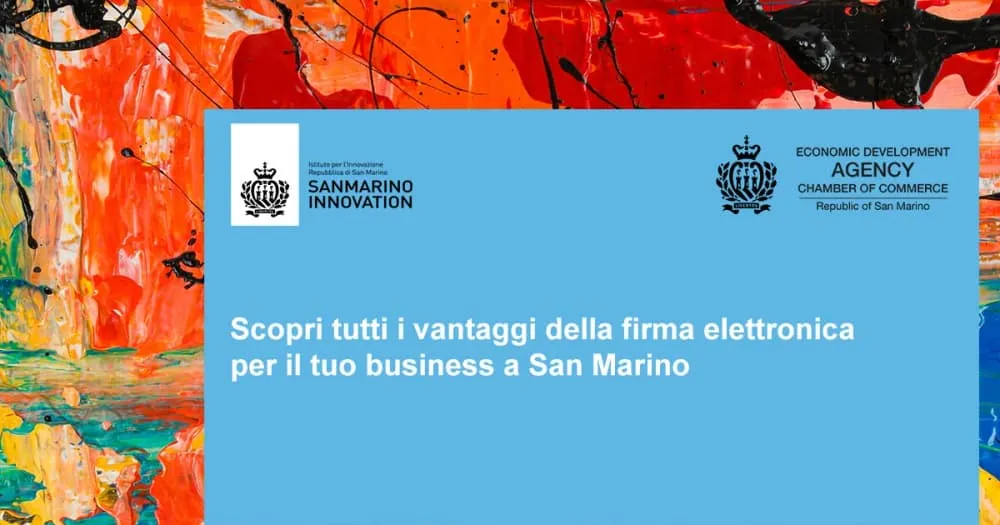 Istituto per l'Innovazione
Repubblica di San Marino
SANMARINO
INNOVATION
ECONOMIC DEVELOPMENT
AGENCY
CHAMBER OF COMMERCE
Republic of San Marino
Scopri tutti i vantaggi della firma elettronica
per il tuo business a San Marino